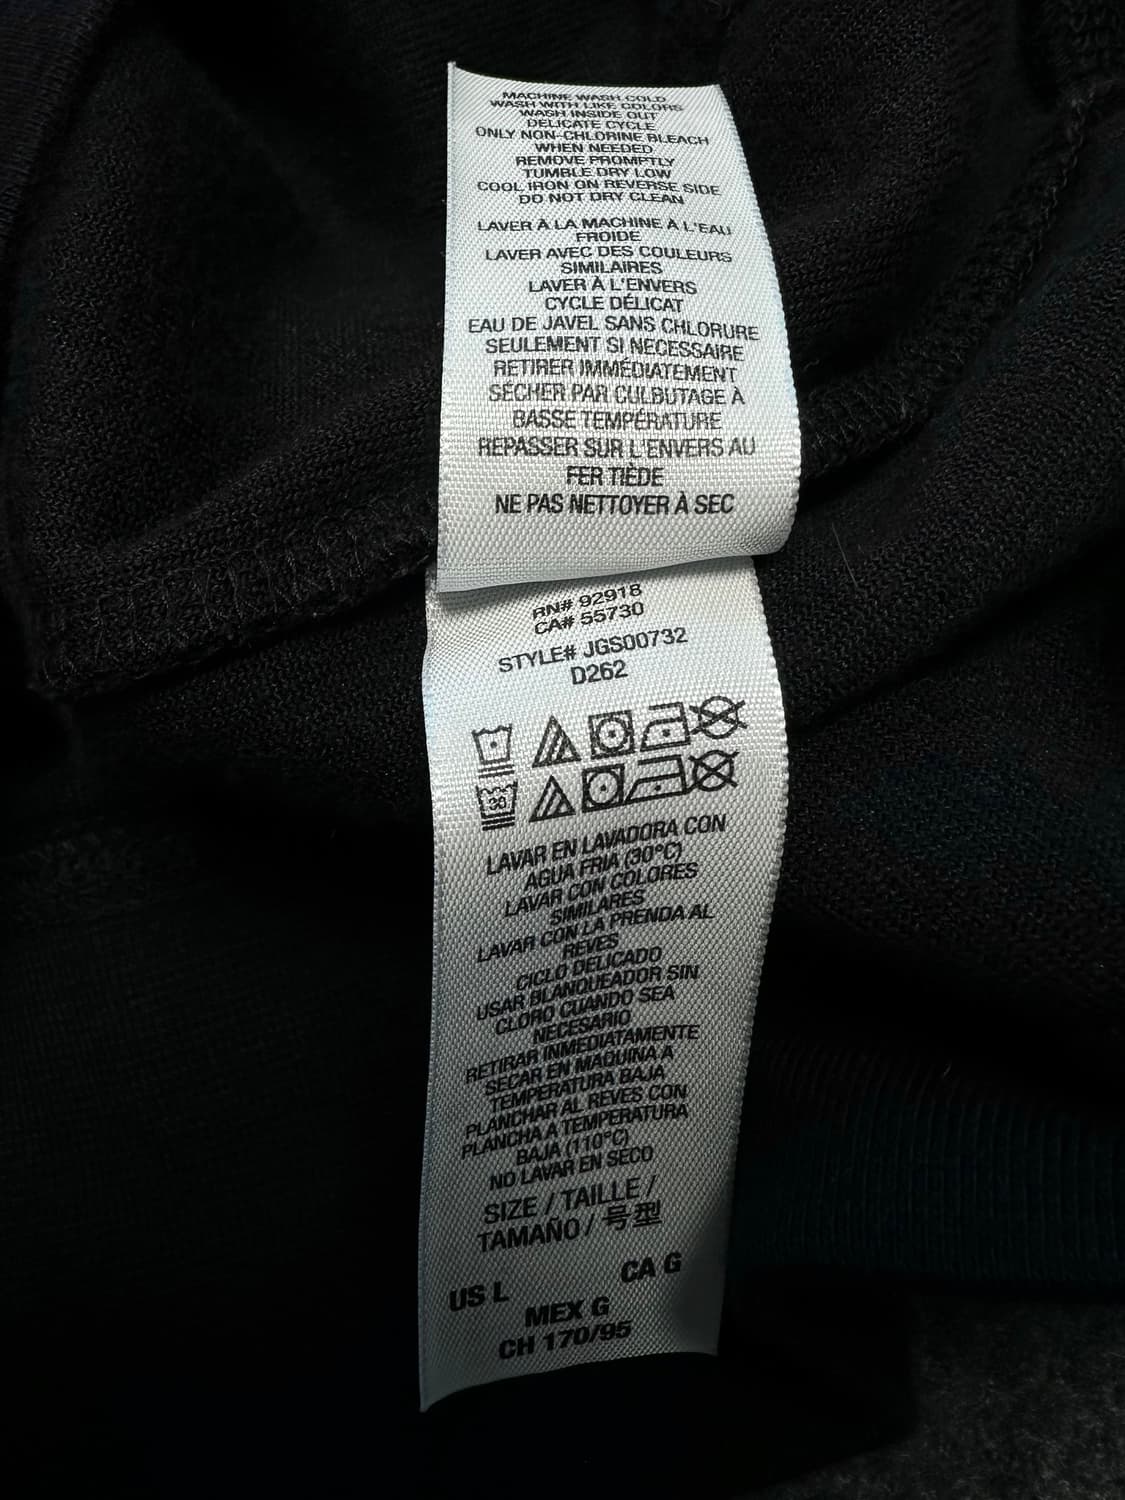 MACHINE WASH COLD
WASH WITH LIKE COLORS
WASH INSIDE OUT
DELICATE CYCLE
ONLY NON-CHLORINE BLEACH
WHEN NEEDED
REMOVE PROMPTLY
TUMBLE DRY LOW
COOL IRON ON REVERSE SIDE
DO NOT DRY CLEAN
LAVER À LA MACHINE À L'EAU
FROIDE
LAVER AVEC DES COULEURS
SIMILAIRES
LAVER À L'ENVERS
CYCLE DÉLICAT
EAU DE JAVEL SANS CHLORURE
SEULEMENT SI NECESSAIRE
RETIRER IMMÉDIATEMENT
SÉCHER PAR CULBUTAGE À
BASSE TEMPÉRATURE
REPASSER SUR L'ENVERS AU
FER TIÈDE
NE PAS NETTOYER À SEC
RN# 92918
CA# 55730
STYLE# JGS00732
D262
30
LAVAR EN LAVADORA CON
AGUA FRIA (30°C)
LAVAR CON COLORES
SIMILARES
LAVAR CON LA PRENDA AL
REVES
CICLO DELICADO
USAR BLANQUEADOR SIN
CLORO CUANDO SEA
NECESARIO
RETIRAR INMEDIATAMENTE
SECAR EN MAQUINA A
TEMPERATURA BAJA
PLANCHAR AL REVES CON
PLANCHA A TEMPERATURA
BAJA (110°C)
NO LAVAR EN SECO
SIZE / TAILLE /
TAMAÑO / 号型
US L CA G
MEX G
CH 170/95